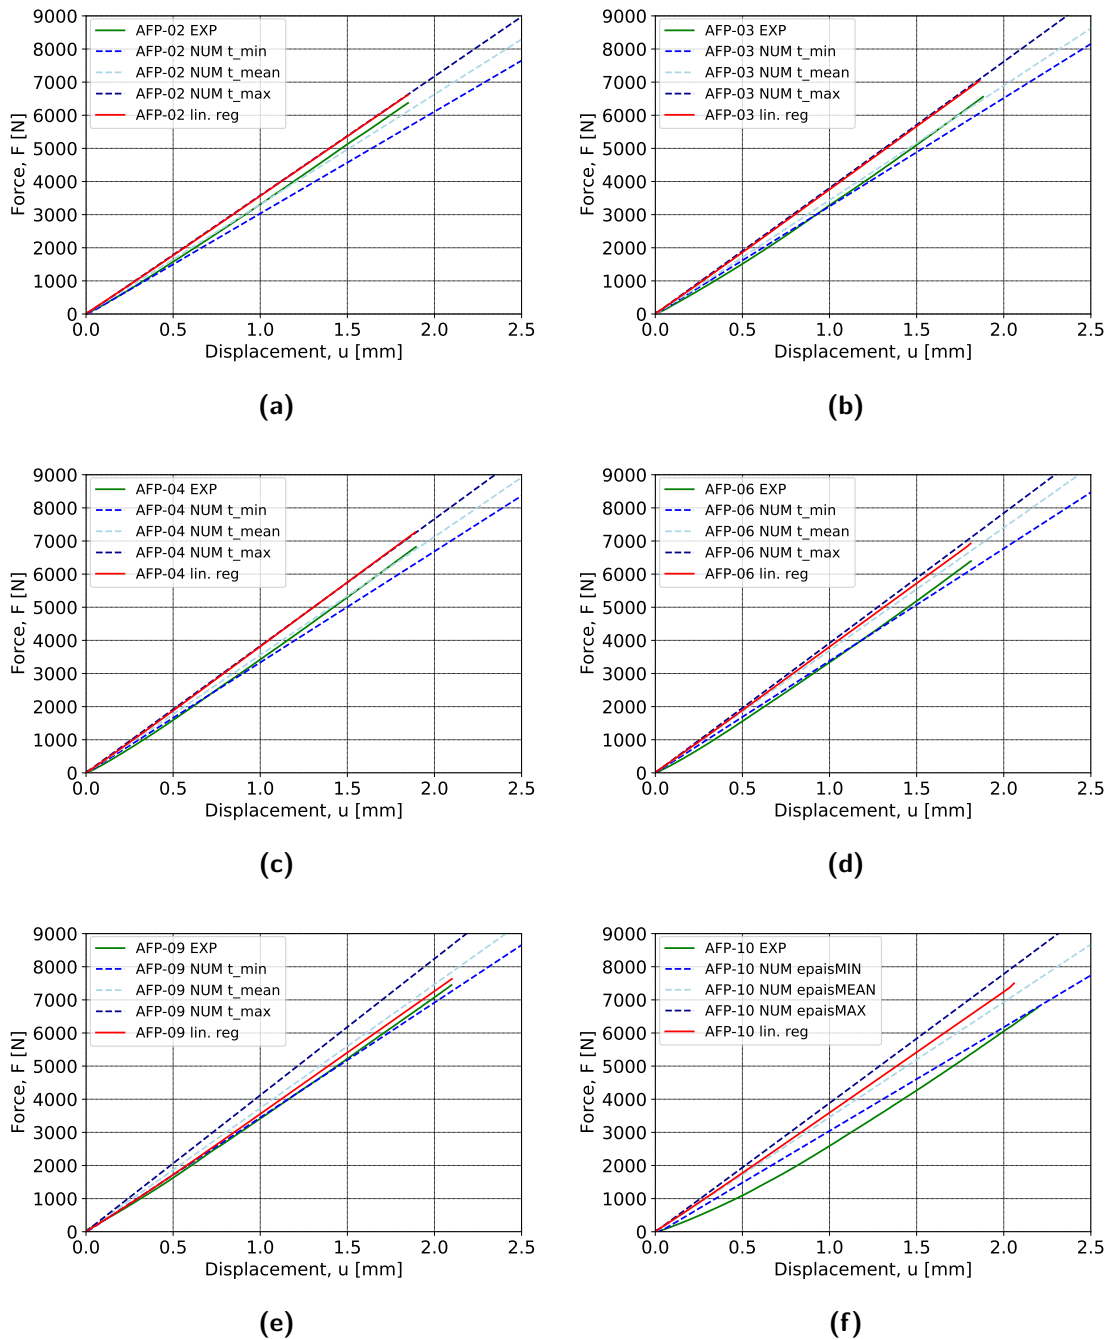 9000
8000
7000
6000
5000
4000
3000
2000
1000
0
Force, F [N]
AFP-02 EXP
AFP-02 NUM t_min
AFP-02 NUM t_mean
AFP-02 NUM t_max
AFP-02 lin. reg
0.0 0.5 1.0 1.5 2.0 2.5
Displacement, u [mm]
(a)
9000
8000
7000
6000
5000
4000
3000
2000
1000
0
Force, F [N]
AFP-03 EXP
AFP-03 NUM t_min
AFP-03 NUM t_mean
AFP-03 NUM t_max
AFP-03 lin. reg
0.0 0.5 1.0 1.5 2.0 2.5
Displacement, u [mm]
(b)
9000
8000
7000
6000
5000
4000
3000
2000
1000
0
Force, F [N]
AFP-04 EXP
AFP-04 NUM t_min
AFP-04 NUM t_mean
AFP-04 NUM t_max
AFP-04 lin. reg
0.0 0.5 1.0 1.5 2.0 2.5
Displacement, u [mm]
(c)
9000
8000
7000
6000
5000
4000
3000
2000
1000
0
Force, F [N]
AFP-06 EXP
AFP-06 NUM t_min
AFP-06 NUM t_mean
AFP-06 NUM t_max
AFP-06 lin. reg
0.0 0.5 1.0 1.5 2.0 2.5
Displacement, u [mm]
(d)
9000
8000
7000
6000
5000
4000
3000
2000
1000
0
Force, F [N]
AFP-09 EXP
AFP-09 NUM t_min
AFP-09 NUM t_mean
AFP-09 NUM t_max
AFP-09 lin. reg
0.0 0.5 1.0 1.5 2.0 2.5
Displacement, u [mm]
(e)
9000
8000
7000
6000
5000
4000
3000
2000
1000
0
Force, F [N]
AFP-10 EXP
AFP-10 NUM epaisMIN
AFP-10 NUM epaisMEAN
AFP-10 NUM epaisMAX
AFP-10 lin. reg
0.0 0.5 1.0 1.5 2.0 2.5
Displacement, u [mm]
(f)